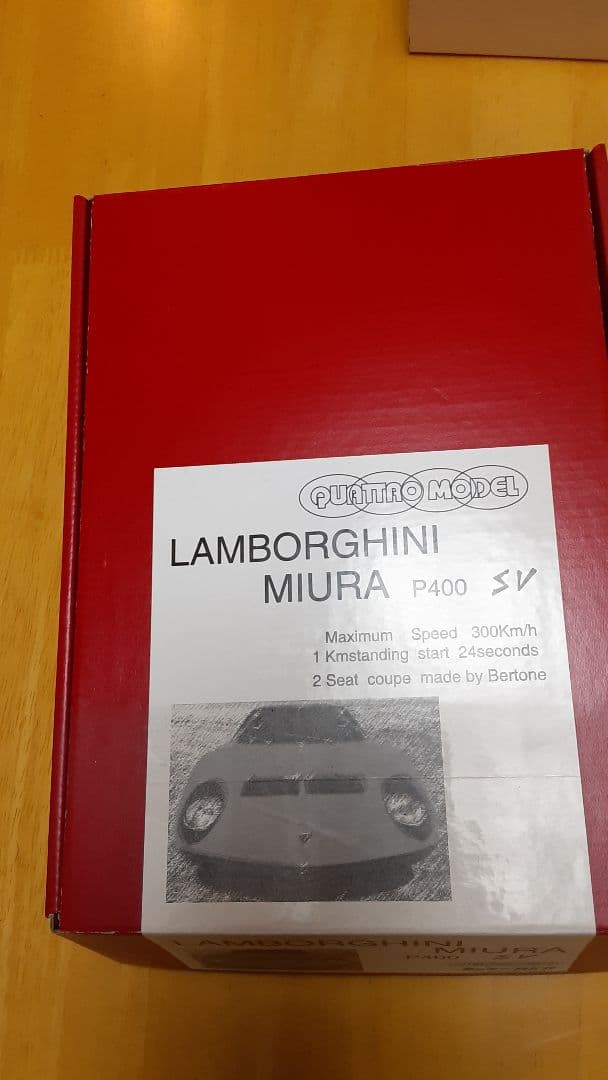 QUATTRO MODEL
LAMBORGHINI
MIURA P400 SV
Maximum Speed 300Km/h
1 Kmstanding start 24seconds
2 Seat coupe made by Bertone
LAMBORGHINI
MIURA
P400 SV